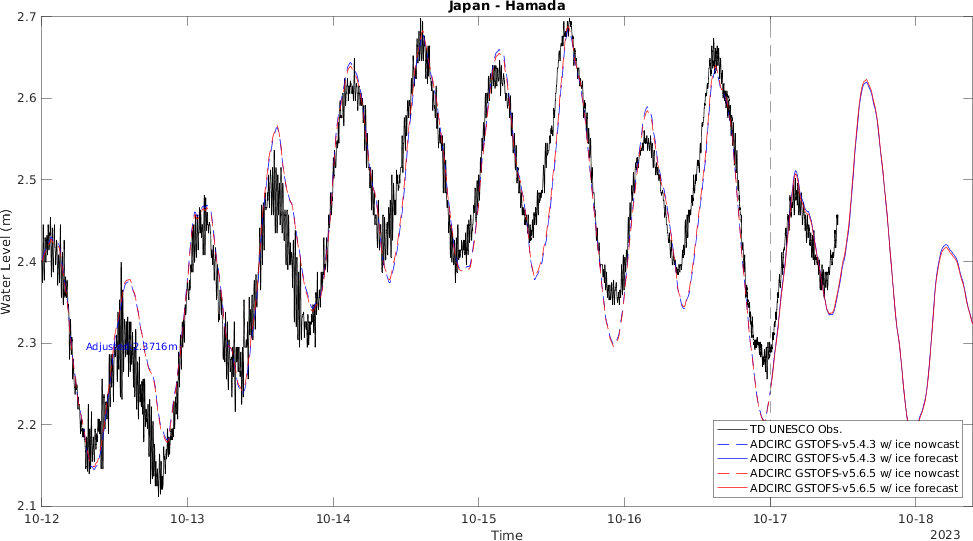 Japan - Hamada
2.7
2.6
2.5
2.4
2.3
2.2
2.1
Water Level (m)
2.3716m
TD UNESCO Obs.
ADCIRC GSTOFS-v5.4.3 w/ ice nowcast
ADCIRC GSTOFS-v5.4.3 w/ ice forecast
ADCIRC GSTOFS-v5.6.5 w/ ice nowcast
ADCIRC GSTOFS-v5.6.5 w/ ice forecast
10-12 10-13 10-14 10-15 10-16 10-17 10-18
Time
2023